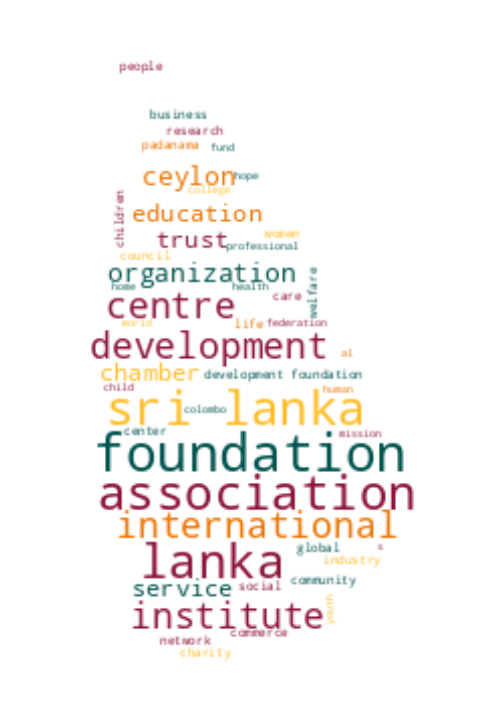 people
business
research
padanama fund
ceylon hope
college
children
education
trust women
professional
council
organization
home health welfare
centre care
world life federation
development al
chamber development foundation
child human
sri lanka
colombo
center mission
foundation
association
international
lanka global s
industry
service social community
institute youth
network commerce
charity